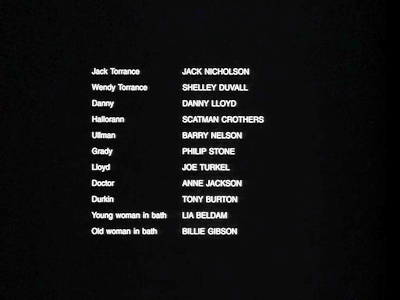 Jack Torrance JACK NICHOLSON
Wendy Torrance SHELLEY DUVALL
Danny DANNY LLOYD
Hallorann SCATMAN CROTHERS
Ullman BARRY NELSON
Grady PHILIP STONE
Lloyd JOE TURKEL
Doctor ANNE JACKSON
Durkin TONY BURTON
Young woman in bath LIA BELDAM
Old woman in bath BILLIE GIBSON